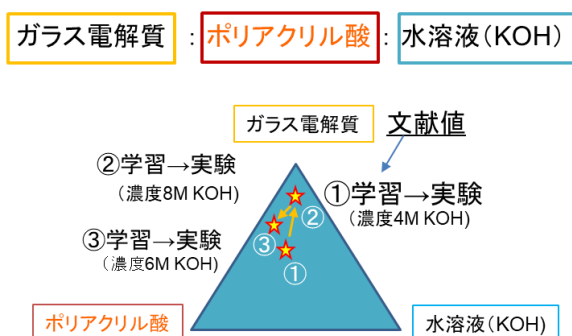 ガラス電解質 : ポリアクリル酸 : 水溶液(KOH)
ガラス電解質 文献値
②学習→実験
(濃度8M KOH)
①学習→実験
(濃度4M KOH)
③学習→実験
(濃度6M KOH)
②
③
①
ポリアクリル酸 水溶液(KOH)